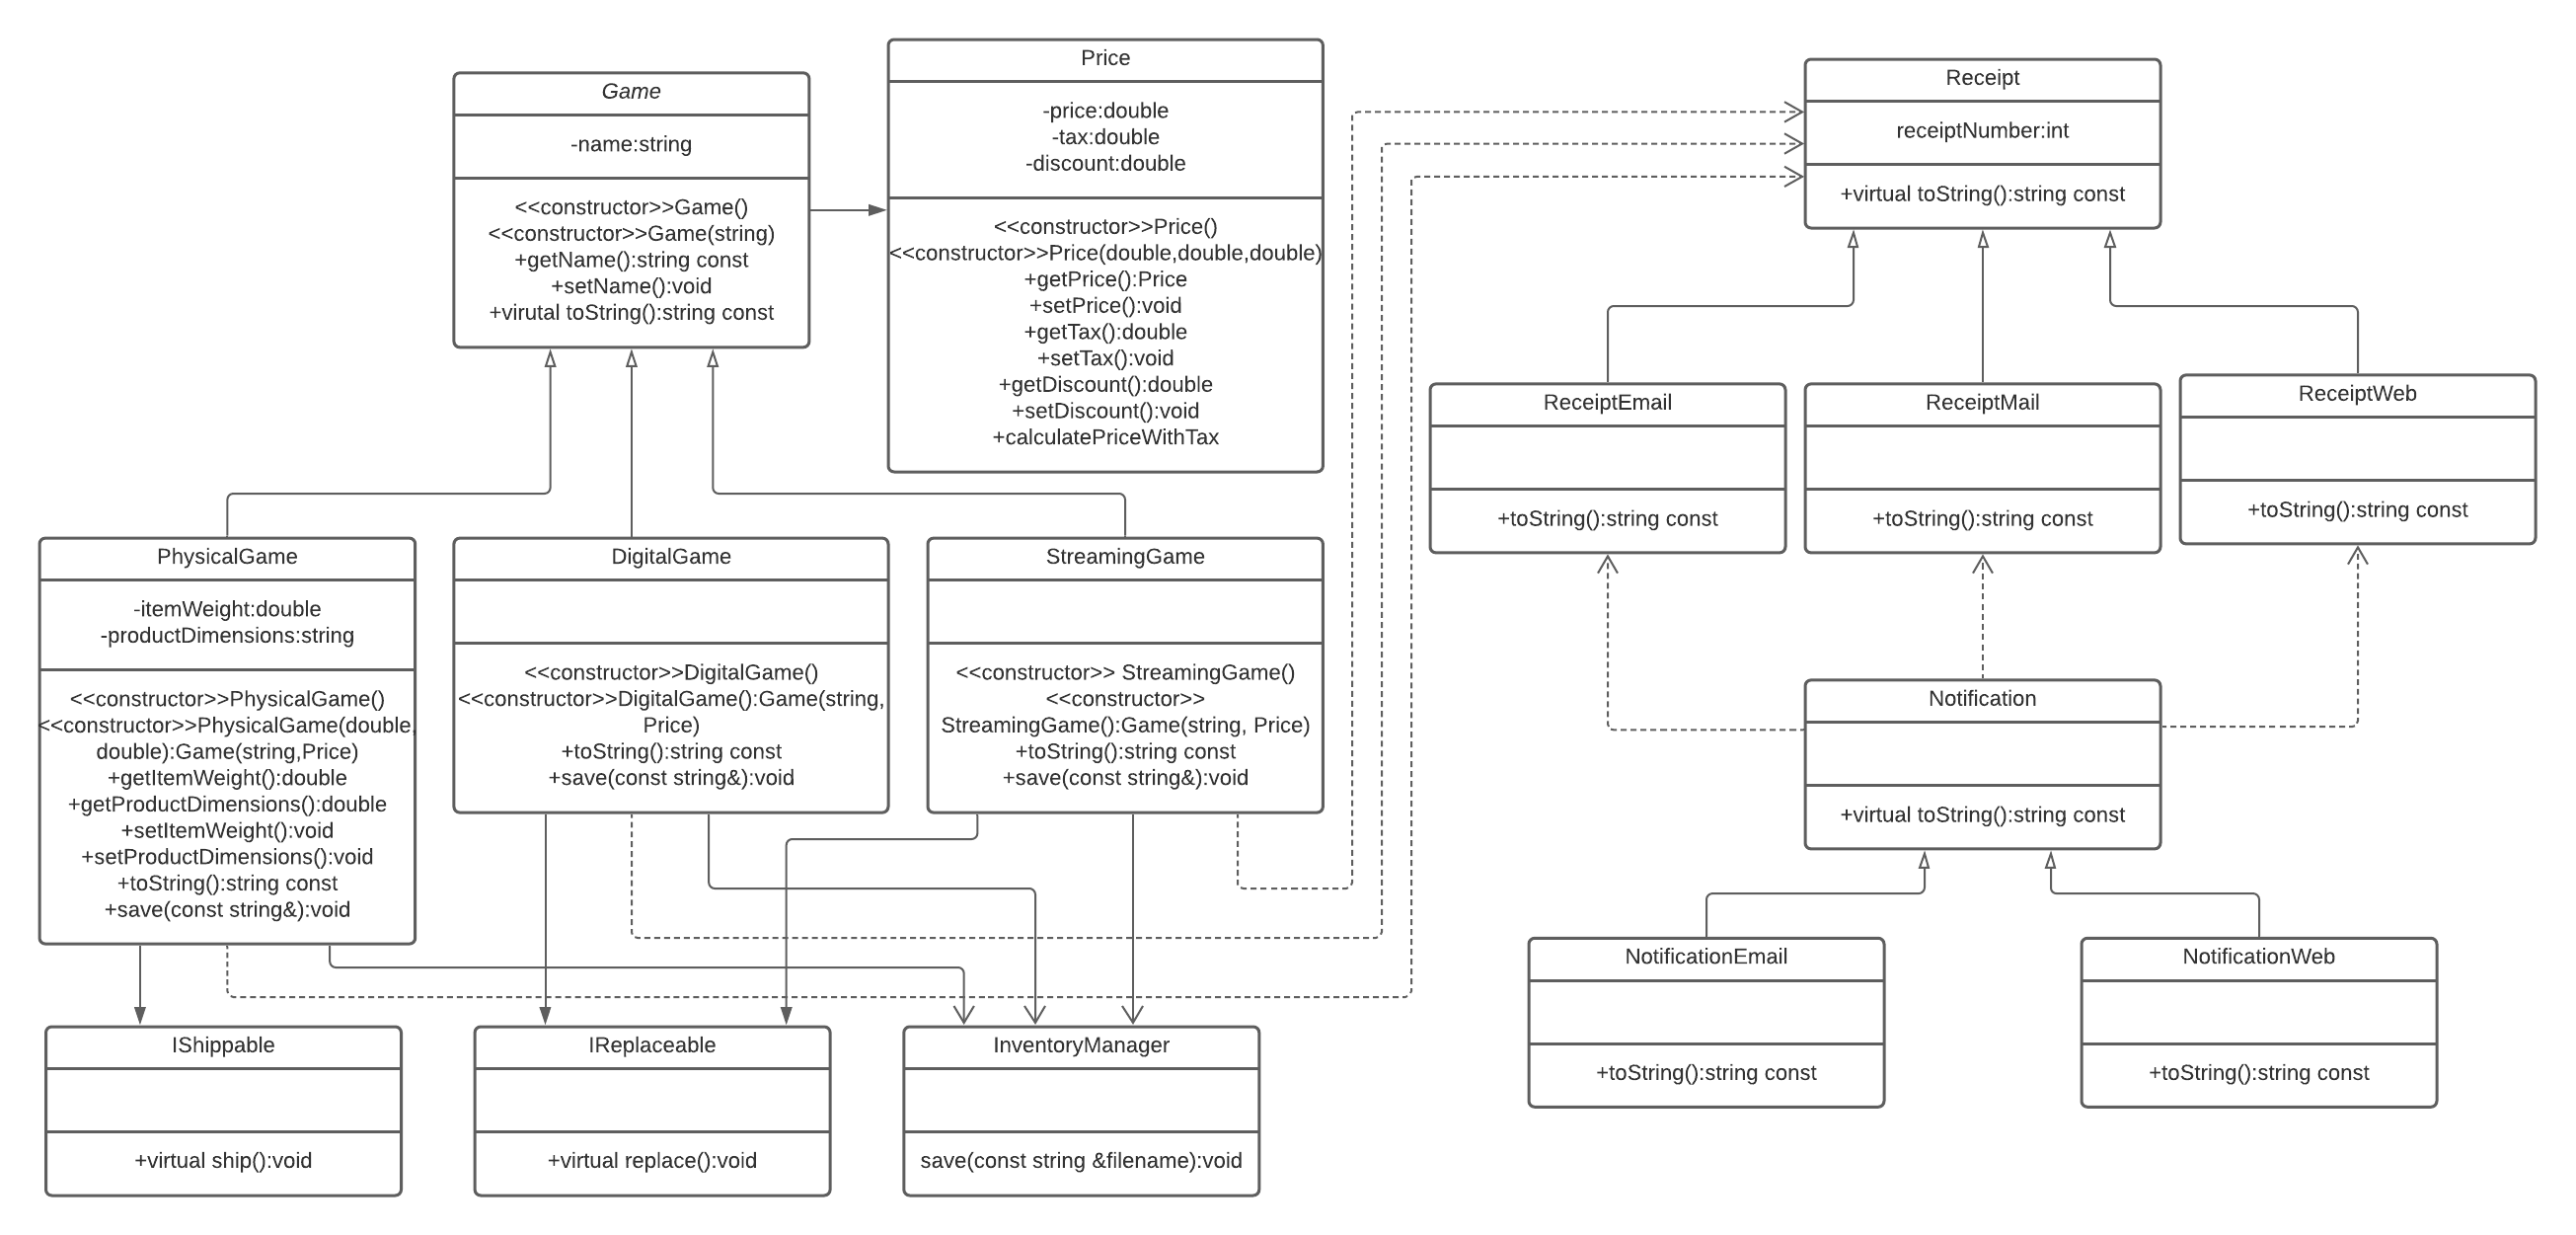 Game
-name:string
<<constructor>>Game()
<<constructor>>Game(string)
+getName():string const
+setName():void
+virutal toString():string const
Price
-price:double
-tax:double
-discount:double
<<constructor>>Price()
<<constructor>>Price(double,double,double)
+getPrice():Price
+setPrice():void
+getTax():double
+setTax():void
+getDiscount():double
+setDiscount():void
+calculatePriceWithTax
Receipt
receiptNumber:int
+virtual toString():string const
ReceiptEmail
+toString():string const
ReceiptMail
+toString():string const
ReceiptWeb
+toString():string const
PhysicalGame
-itemWeight:double
-productDimensions:string
<<constructor>>PhysicalGame()
<<constructor>>PhysicalGame(double,
double):Game(string,Price)
+getItemWeight():double
+getProductDimensions():double
+setItemWeight():void
+setProductDimensions():void
+toString():string const
+save(const string&):void
DigitalGame
<<constructor>>DigitalGame()
<<constructor>>DigitalGame():Game(string,
Price)
+toString():string const
+save(const string&):void
StreamingGame
<<constructor>> StreamingGame()
<<constructor>>
StreamingGame():Game(string, Price)
+toString():string const
+save(const string&):void
Notification
+virtual toString():string const
NotificationEmail
+toString():string const
NotificationWeb
+toString():string const
IShippable
+virtual ship():void
IReplaceable
+virtual replace():void
InventoryManager
save(const string &filename):void